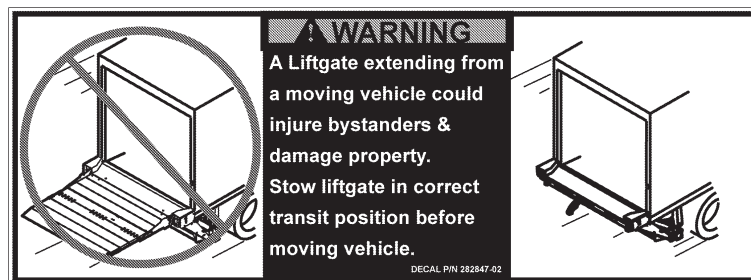 WARNING
A Liftgate extending from
a moving vehicle could
injure bystanders &
damage property.
Stow liftgate in correct
transit position before
moving vehicle.
DECAL P/N 282847-02